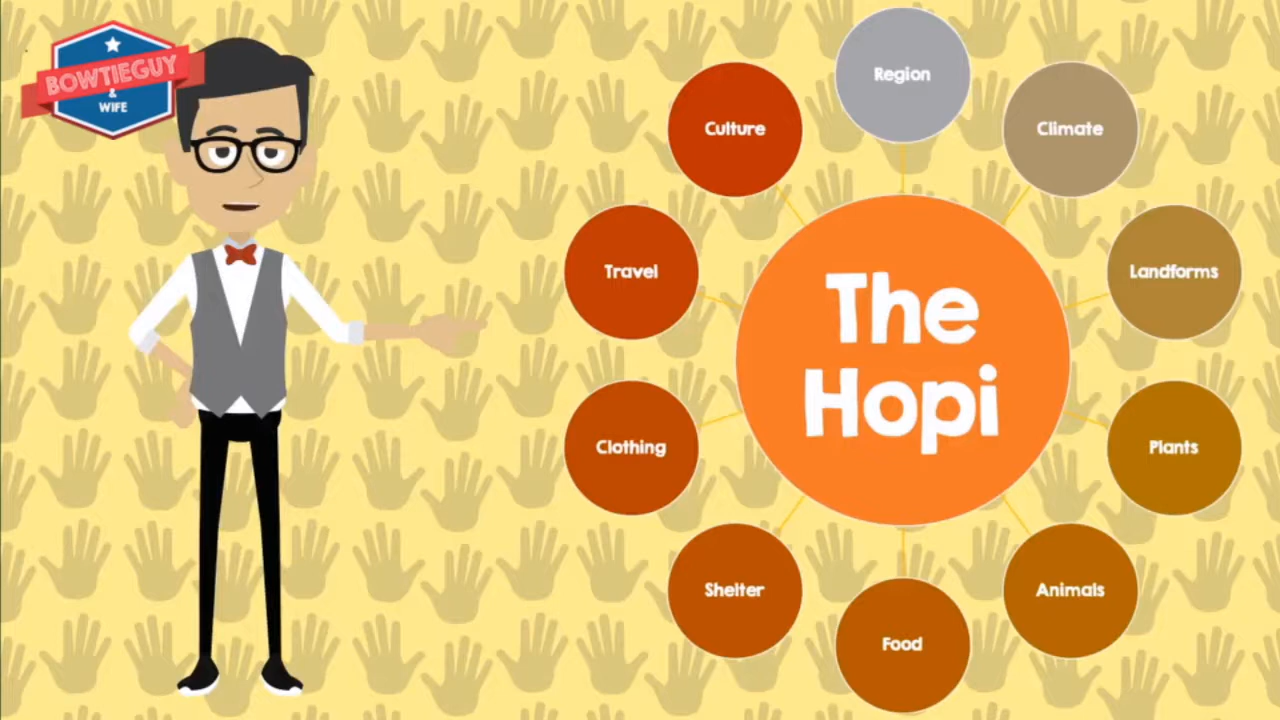 BOWTIEGUY
&
WIFE
Region
Culture
Climate
Travel
Landforms
The
Hopi
Clothing
Plants
Shelter
Animals
Food